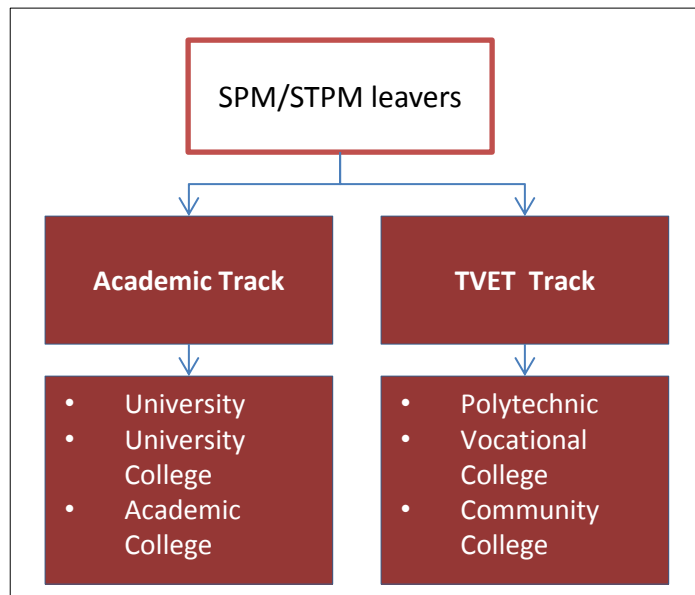 SPM/STPM leavers
Academic Track
TVET Track
• University
• University
College
• Academic
College
• Polytechnic
• Vocational
College
• Community
College